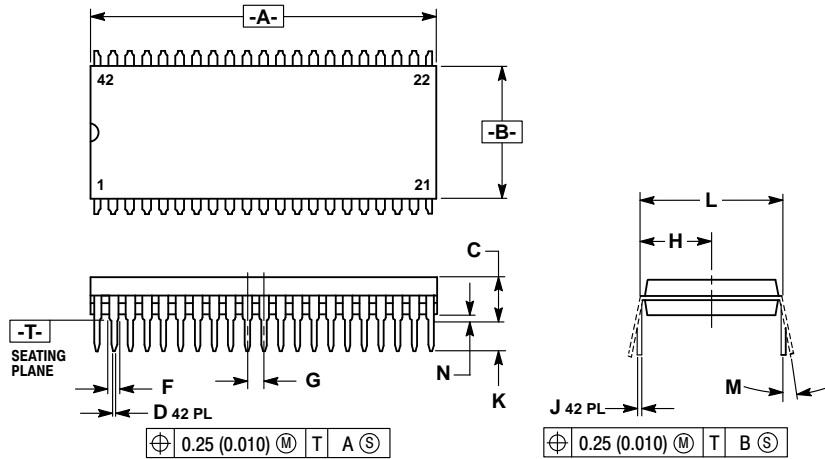 -A-
42 22
-B-
1 21
L
H
C
-T-
SEATING
PLANE
N
M
F G K
D 42 PL
J 42 PL
⌖ 0.25 (0.010) Ⓜ T A Ⓢ
⌖ 0.25 (0.010) Ⓜ T B Ⓢ